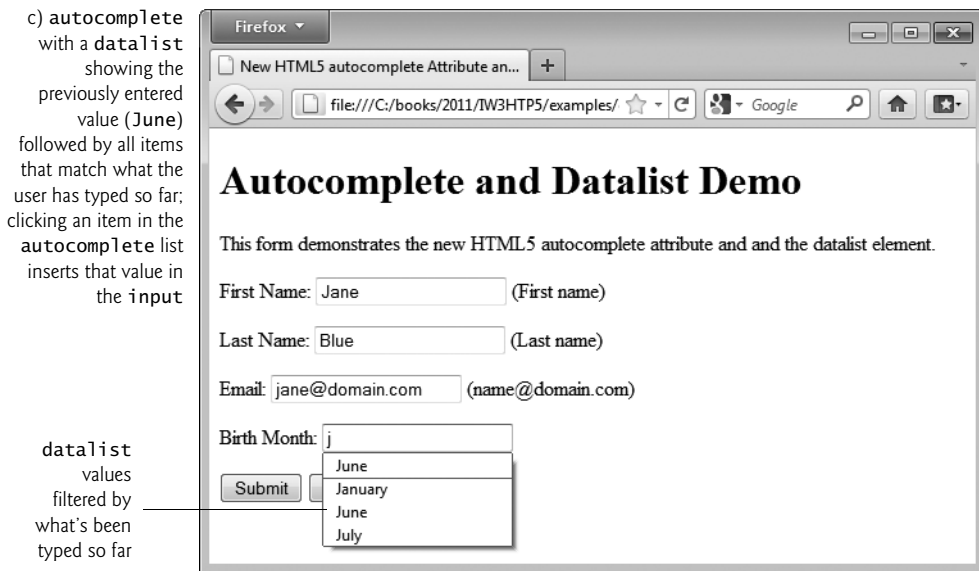 c) autocomplete
with a datalist
showing the
previously entered
value (June)
followed by all items
that match what the
user has typed so far;
clicking an item in the
autocomplete list
inserts that value in
the input
datalist
values
filtered by
what's been
typed so far
Firefox
New HTML5 autocomplete Attribute an...
file:///C:/books/2011/IW3HTP5/examples/
Google
Autocomplete and Datalist Demo
This form demonstrates the new HTML5 autocomplete attribute and and the datalist element.
First Name: Jane (First name)
Last Name: Blue (Last name)
Email: jane@domain.com (name@domain.com)
Birth Month: j
June
January
June
July
Submit